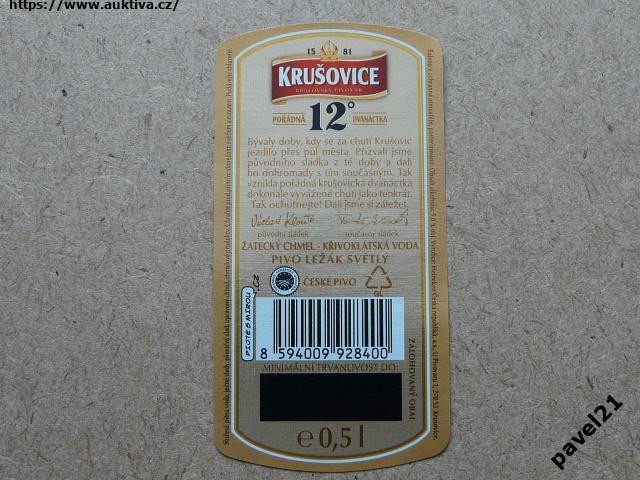 https://www.auktiva.cz/
15 81
KRUŠOVICE
KRÁLOVSKÝ PIVOVAR
POŘÁDNÁ 12° DVANÁCTKA
Bývaly doby, kdy se za chutí Krušovic
jezdilo přes půl města. Přizvali jsme
původního sládka z té doby a dali
ho dohromady s tím současným. Tak
vznikla pořádná krušovická dvanáctka
dokonale vyvážené chuti jako tenkrát.
Tak ochutnejte! Dali jsme si záležet.
původní sládek současný sládek
ŽATECKÝ CHMEL - KŘIVOKLÁTSKÁ VODA
PIVO LEŽÁK SVĚTLÝ
ČESKÉ PIVO
PIJTE S MÍROU .CZ
8 594009 928400
ZÁLOHOVANÝ OBAL
MINIMÁLNÍ TRVANLIVOST DO:
e 0,5 l
pavel21